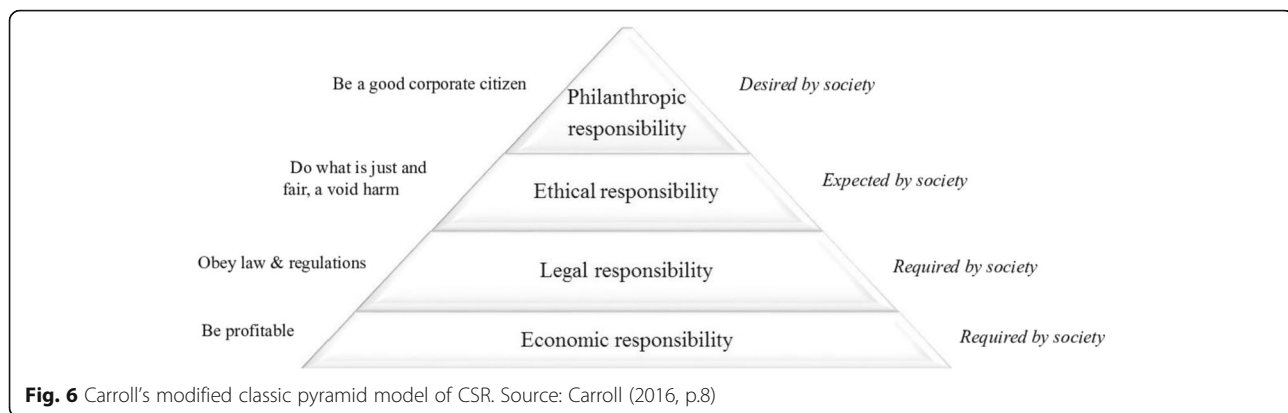 Be a good corporate citizen
Philanthropic
responsibility
Desired by society
Do what is just and
fair, a void harm
Ethical responsibility
Expected by society
Obey law & regulations
Legal responsibility
Required by society
Be profitable
Economic responsibility
Required by society
Fig. 6 Carroll's modified classic pyramid model of CSR. Source: Carroll (2016, p.8)